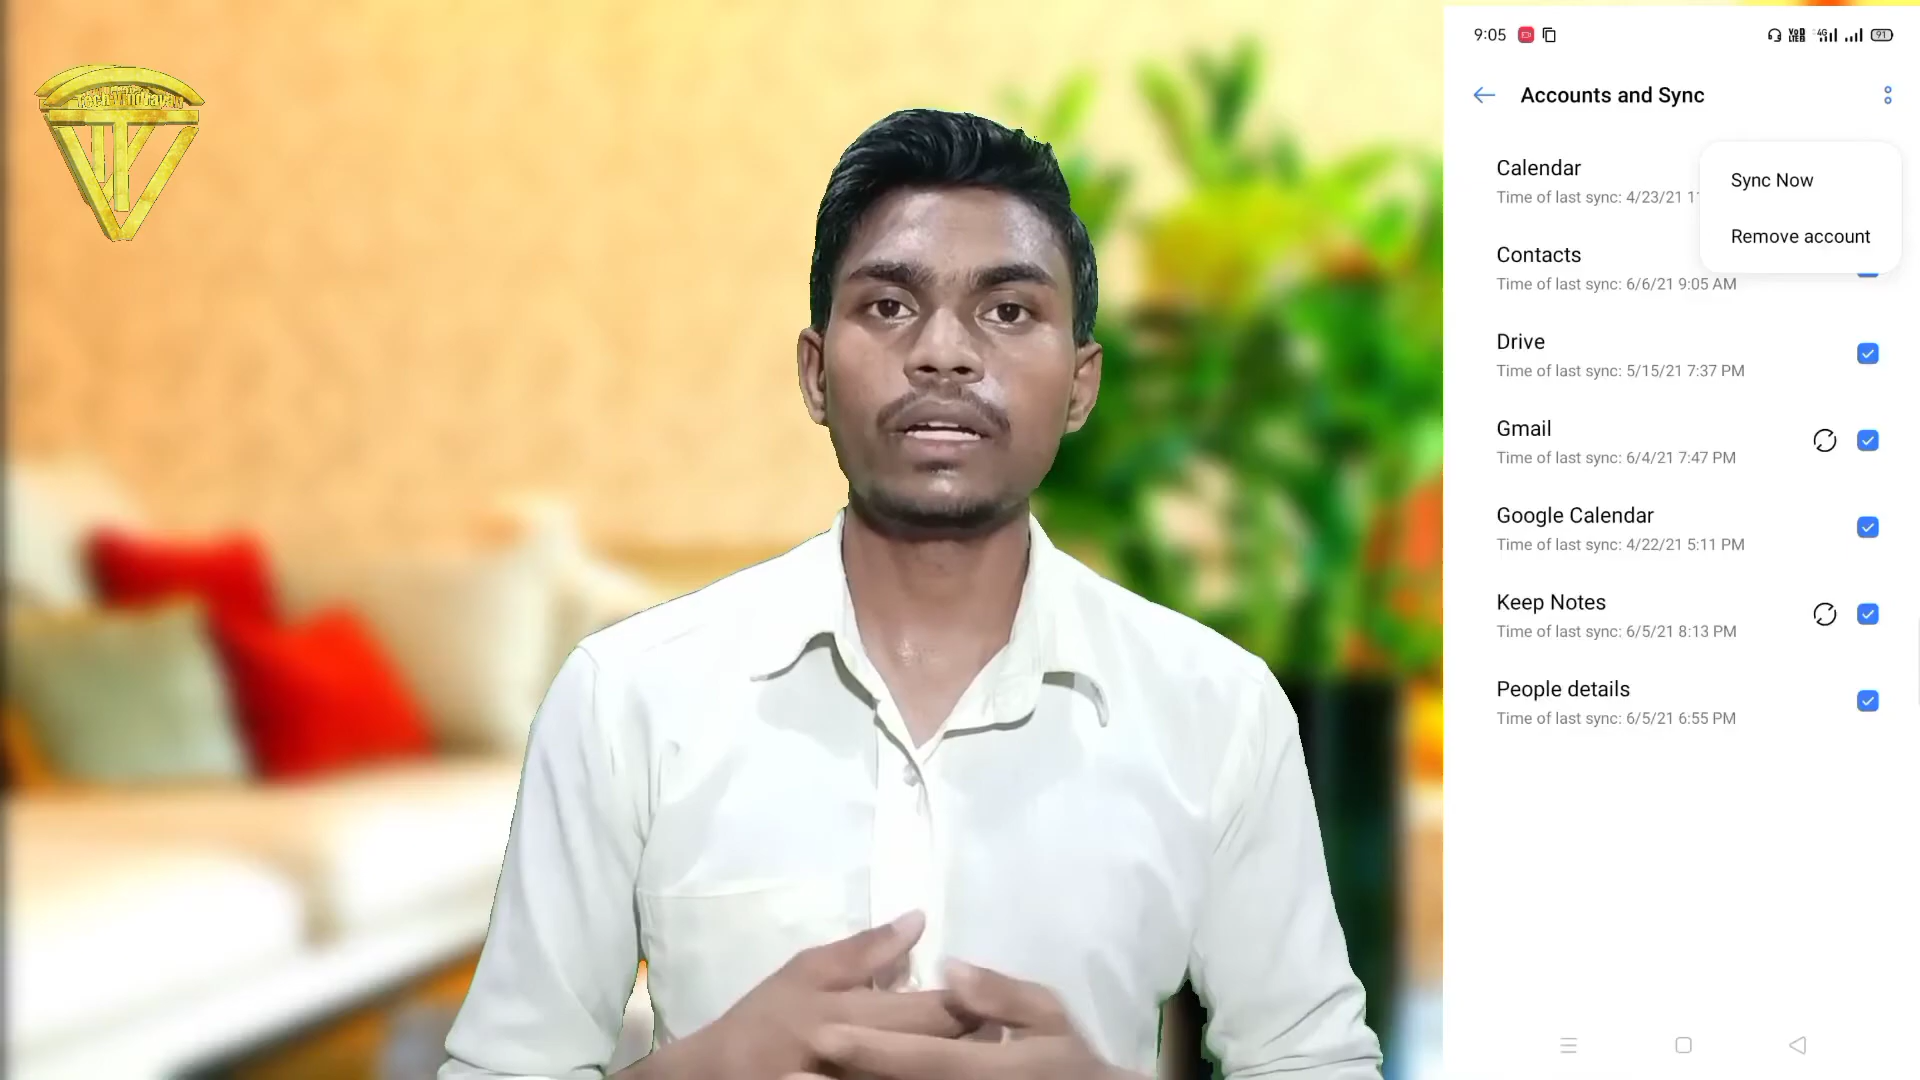 Tech Vidyavan
9:05
91
Accounts and Sync
Calendar
Time of last sync: 4/23/21 1
Sync Now
Remove account
Contacts
Time of last sync: 6/6/21 9:05 AM
Drive
Time of last sync: 5/15/21 7:37 PM
Gmail
Time of last sync: 6/4/21 7:47 PM
Google Calendar
Time of last sync: 4/22/21 5:11 PM
Keep Notes
Time of last sync: 6/5/21 8:13 PM
People details
Time of last sync: 6/5/21 6:55 PM